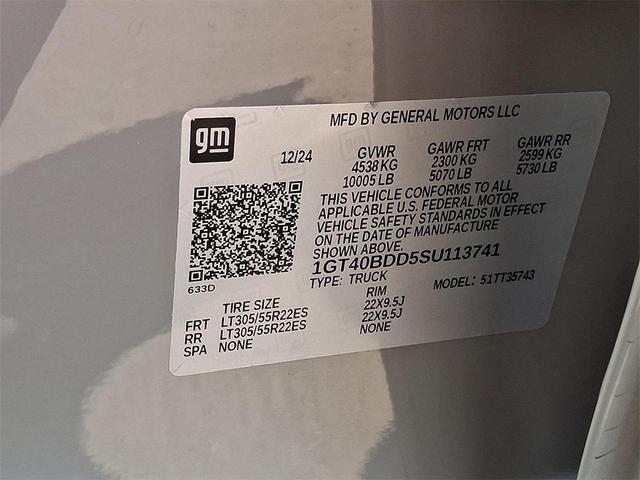 MFD BY GENERAL MOTORS LLC
gm
12/24
GVWR GAWR FRT GAWR RR
4538 KG 2300 KG 2599 KG
10005 LB 5070 LB 5730 LB
THIS VEHICLE CONFORMS TO ALL
APPLICABLE U.S. FEDERAL MOTOR
VEHICLE SAFETY STANDARDS IN EFFECT
ON THE DATE OF MANUFACTURE
SHOWN ABOVE.
1GT40BDD5SU113741
TYPE: TRUCK MODEL: 51TT35743
633D
TIRE SIZE RIM
FRT LT305/55R22ES 22X9.5J
RR LT305/55R22ES 22X9.5J
SPA NONE NONE